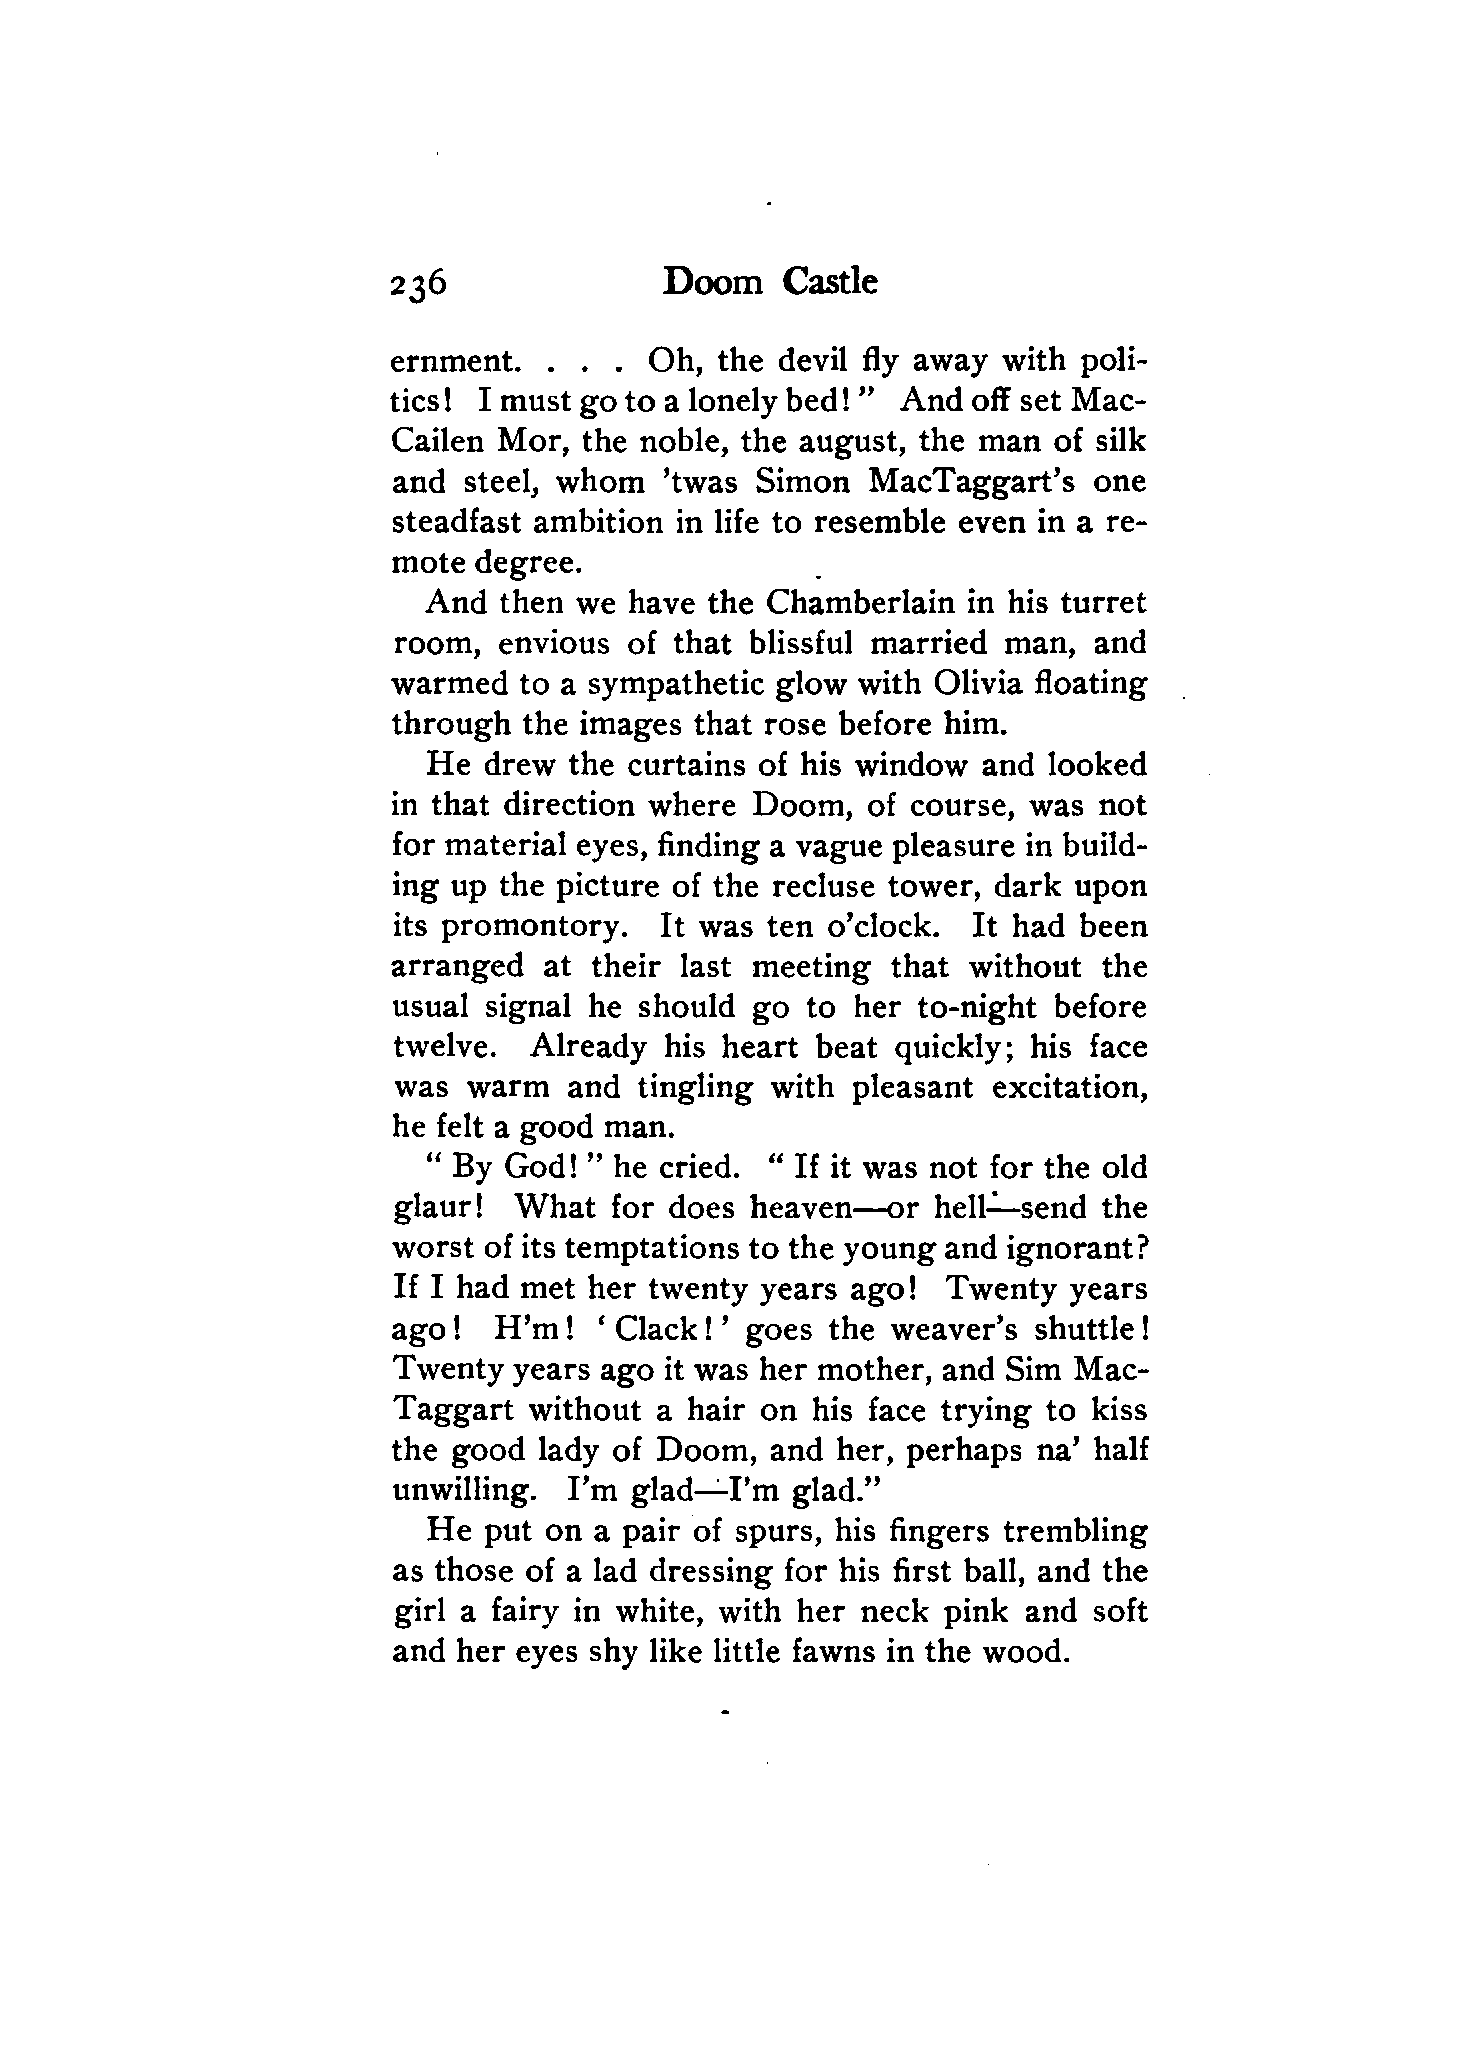 236 Doom Castle
ernment. . . . Oh, the devil fly away with poli-
tics! I must go to a lonely bed!" And off set Mac-
Cailen Mor, the noble, the august, the man of silk
and steel, whom 'twas Simon MacTaggart's one
steadfast ambition in life to resemble even in a re-
mote degree.
And then we have the Chamberlain in his turret
room, envious of that blissful married man, and
warmed to a sympathetic glow with Olivia floating
through the images that rose before him.
He drew the curtains of his window and looked
in that direction where Doom, of course, was not
for material eyes, finding a vague pleasure in build-
ing up the picture of the recluse tower, dark upon
its promontory. It was ten o'clock. It had been
arranged at their last meeting that without the
usual signal he should go to her to-night before
twelve. Already his heart beat quickly; his face
was warm and tingling with pleasant excitation,
he felt a good man.
"By God!" he cried. "If it was not for the old
glaur! What for does heaven—or hell—send the
worst of its temptations to the young and ignorant?
If I had met her twenty years ago! Twenty years
ago! H'm! 'Clack!' goes the weaver's shuttle!
Twenty years ago it was her mother, and Sim Mac-
Taggart without a hair on his face trying to kiss
the good lady of Doom, and her, perhaps na' half
unwilling. I'm glad—I'm glad."
He put on a pair of spurs, his fingers trembling
as those of a lad dressing for his first ball, and the
girl a fairy in white, with her neck pink and soft
and her eyes shy like little fawns in the wood.